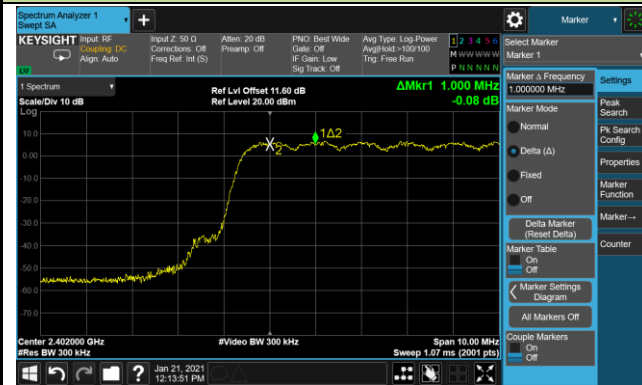 Spectrum Analyzer 1
Swept SA
Marker
KEYSIGHT
Input: RF
Coupling: DC
Align: Auto
Input Z: 50 Ω
Corrections: Off
Freq Ref: Int (S)
Atten: 20 dB
Preamp: Off
PNO: Best Wide
Gate: Off
IF Gain: Low
Sig Track: Off
Avg Type: Log-Power
Avg|Hold:>100/100
Trig: Free Run
1 2 3 4 5 6
M W W W W W
P N N N N N
Select Marker
Marker 1
1 Spectrum
Scale/Div 10 dB
Log
Ref Lvl Offset 11.60 dB
Ref Level 20.00 dBm
ΔMkr1 1.000 MHz
-0.08 dB
10.0
0.00
-10.0
-20.0
-30.0
-40.0
-50.0
-60.0
-70.0
1Δ2
2
Center 2.402000 GHz
#Res BW 300 kHz
#Video BW 300 kHz
Span 10.00 MHz
Sweep 1.07 ms (2001 pts)
Marker Δ Frequency
1.000000 MHz
Marker Mode
Normal
Delta (Δ)
Fixed
Off
Delta Marker
(Reset Delta)
Marker Table
On
Off
Marker Settings
Diagram
All Markers Off
Couple Markers
On
Off
Settings
Peak
Search
Pk Search
Config
Properties
Marker
Function
Marker→
Counter
Jan 21, 2021
12:13:51 PM